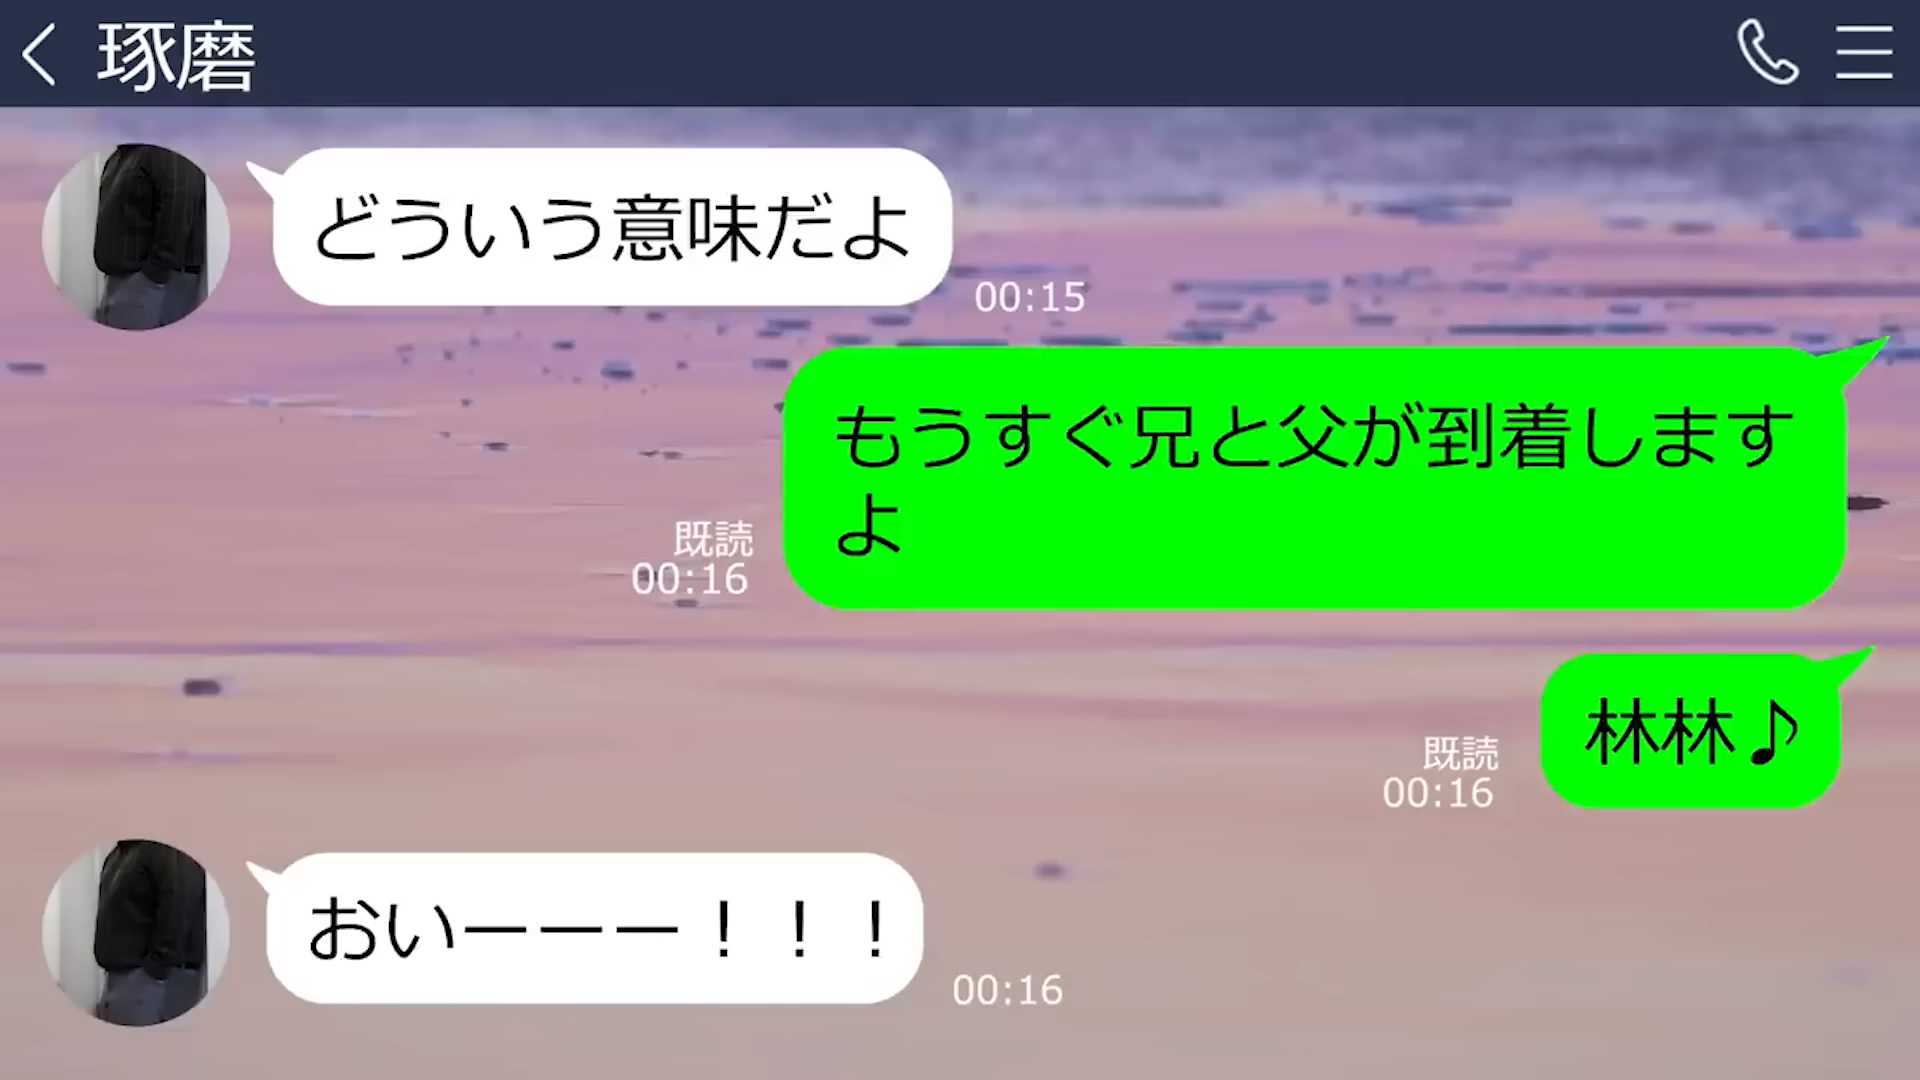 琢磨
どういう意味だよ
00:15
もうすぐ兄と父が到着します
よ
既読
00:16
林林♪
既読
00:16
おいーーー！！！
00:16